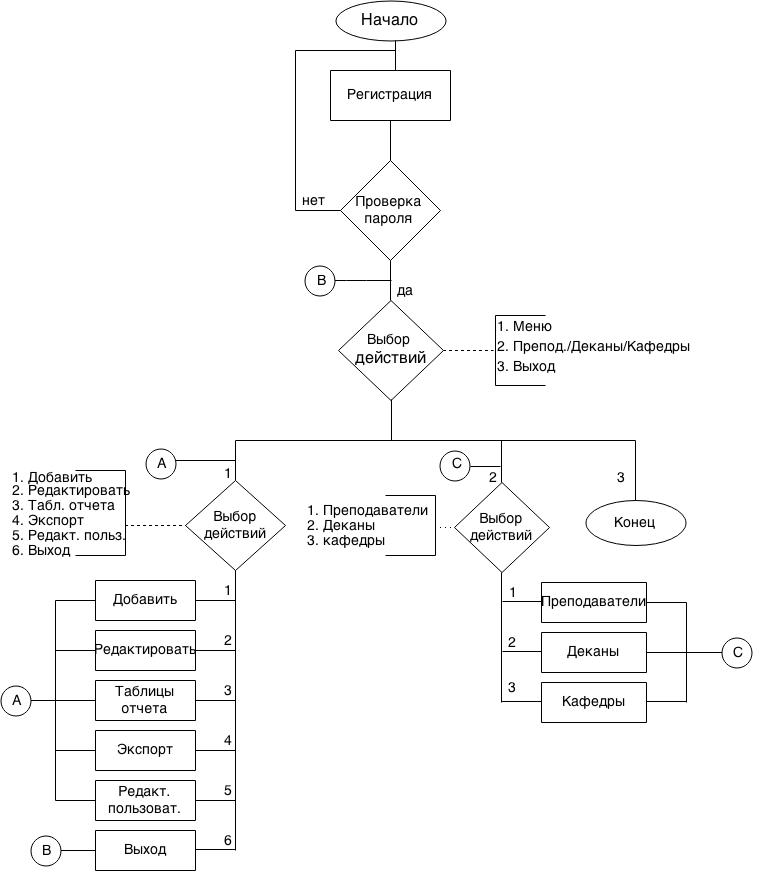 Начало
Регистрация
нет
Проверка
пароля
B
да
Выбор
действий
1. Меню
2. Препод./Деканы/Кафедры
3. Выход
A
1
C
2
3
1. Добавить
2. Редактировать
3. Табл. отчета
4. Экспорт
5. Редакт. польз.
6. Выход
Выбор
действий
1. Преподаватели
2. Деканы
3. кафедры
Выбор
действий
Конец
Добавить
1
Редактировать
2
A
Таблицы
отчета
3
Экспорт
4
Редакт.
пользоват.
5
B
Выход
6
1
Преподаватели
2
Деканы
C
3
Кафедры